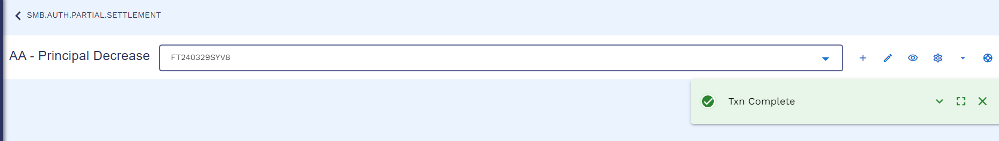 SMB.AUTH.PARTIAL.SETTLEMENT
AA - Principal Decrease
FT240329SYV8
Txn Complete